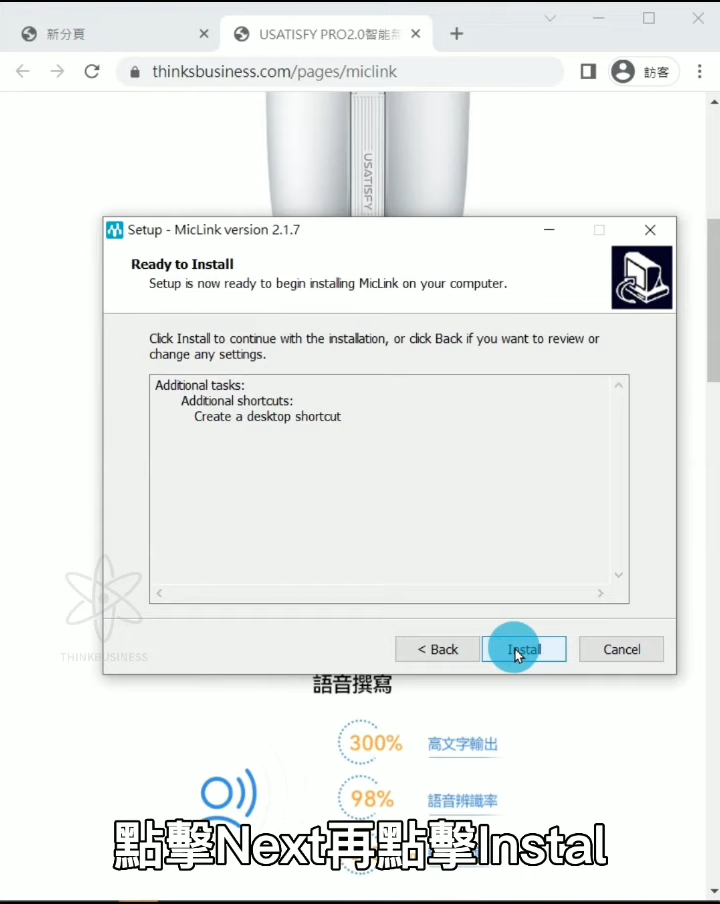 新分頁
USATISFY PRO2.0智能
thinksbusiness.com/pages/miclink
訪客
USATISFY
Setup - MicLink version 2.1.7
Ready to Install
Setup is now ready to begin installing MicLink on your computer.
Click Install to continue with the installation, or click Back if you want to review or
change any settings.
Additional tasks:
Additional shortcuts:
Create a desktop shortcut
< Back
Install
Cancel
THINKBUSINESS
語音撰寫
300%
高文字輸出
98%
語音辨識率
點擊Next再點擊Instal